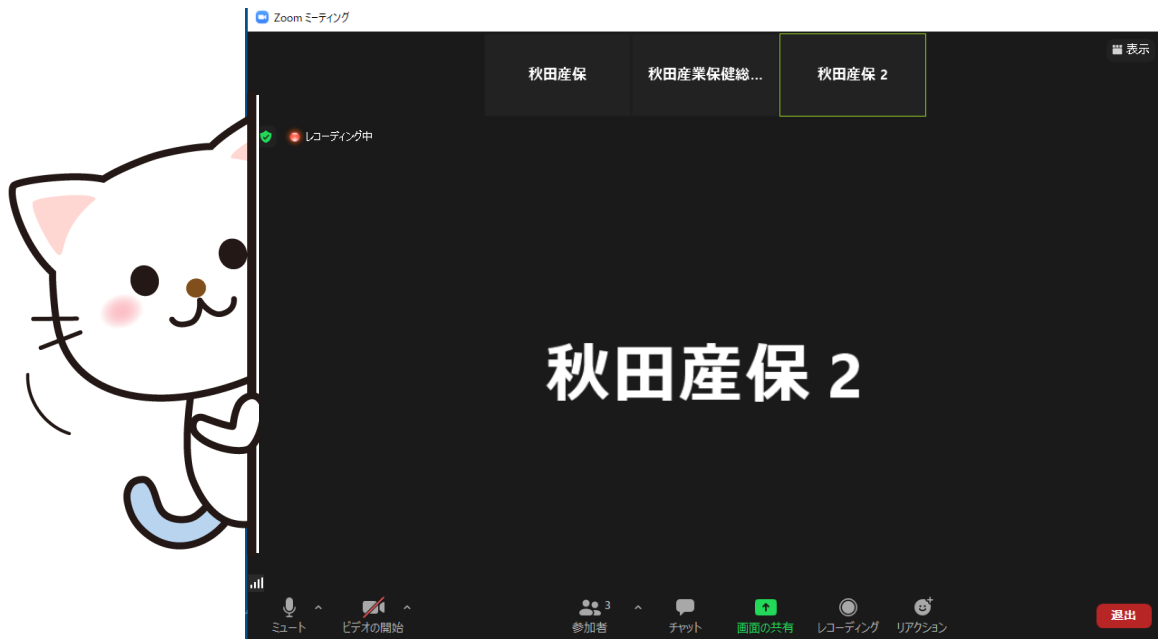 Zoom ミーティング
秋田産保
秋田産業保健総...
秋田産保 2
表示
レコーディング中
秋田産保 2
ミュート
ビデオの開始
3
参加者
チャット
画面の共有
レコーディング
リアクション
退出